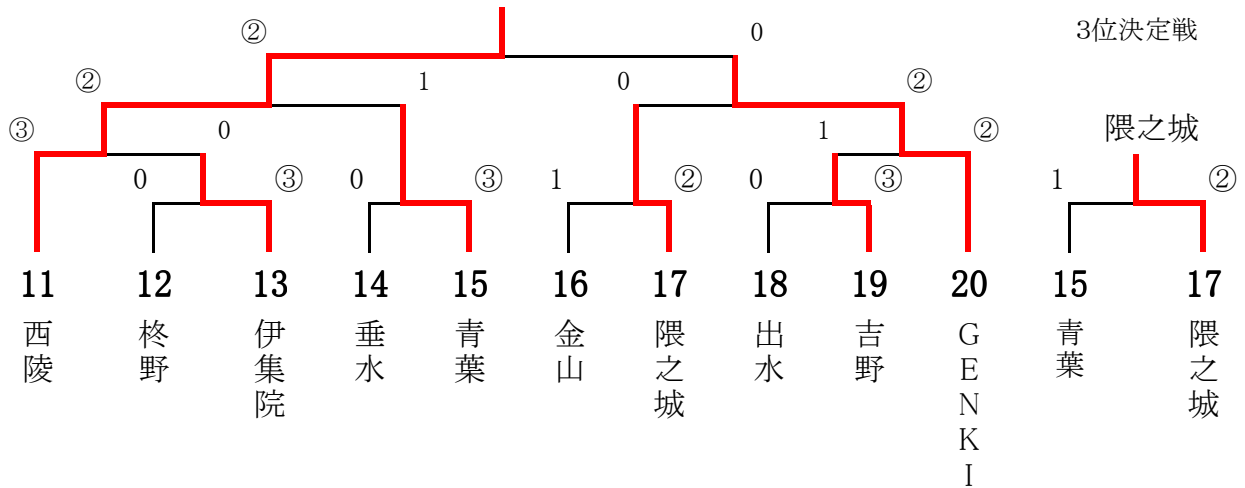 ② 0 3位決定戦
② 1 0 ②
③ 0 1 ② 隈之城
0 ③ 0 ③ 1 ② 0 ③ 1 ②
11 12 13 14 15 16 17 18 19 20 15 17
西陵
柊野
伊集院
垂水
青葉
金山
隈之城
出水
吉野
GENKI
青葉
隈之城